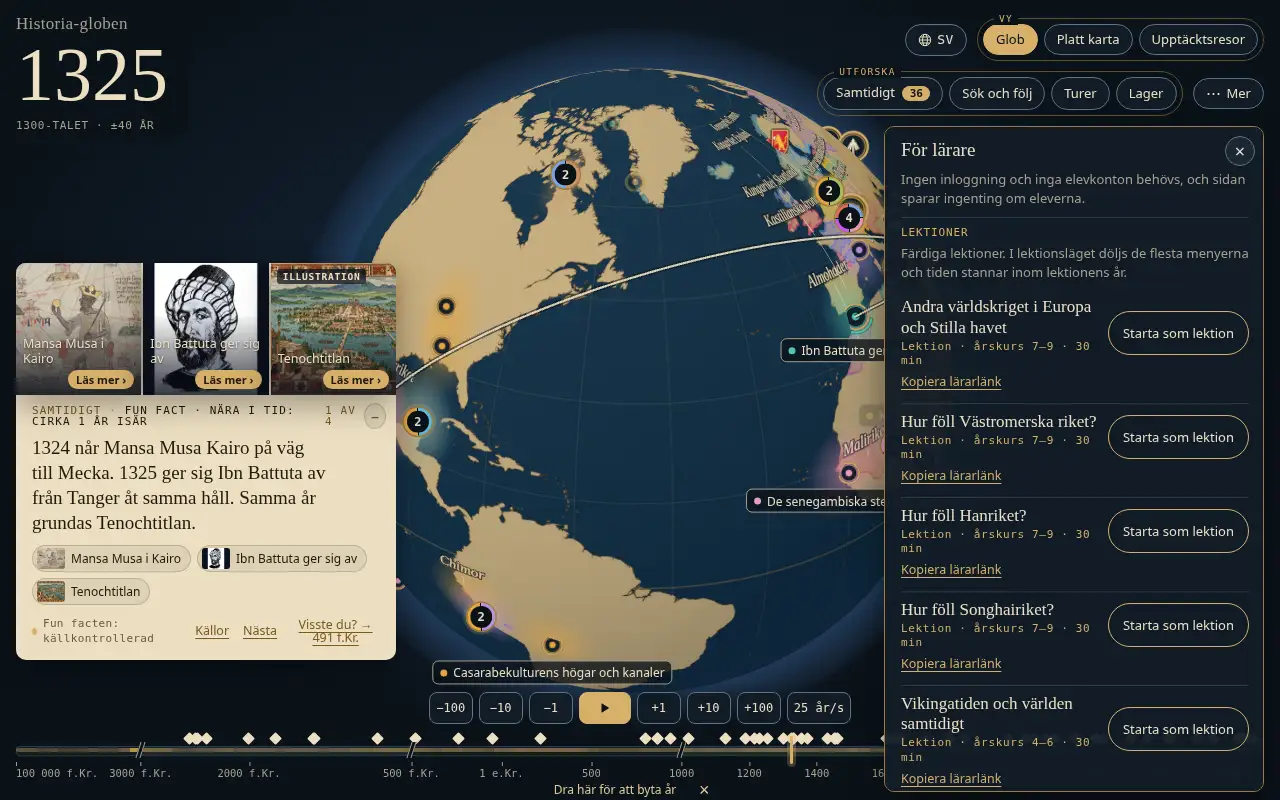 Historia-globen
1325
1300-TALET · ±40 ÅR
SV
VY
Glob
Platt karta
Upptäcktsresor
UTFORSKA
Samtidigt 36
Sök och följ
Turer
Lager
··· Mer
För lärare
×
Ingen inloggning och inga elevkonton behövs, och sidan
sparar ingenting om eleverna.
LEKTIONER
Färdiga lektioner. I lektionsläget döljs de flesta menyerna
och tiden stannar inom lektionens år.
Andra världskriget i Europa
och Stilla havet
Lektion · årskurs 7–9 · 30
min
Kopiera lärarlänk
Starta som lektion
Hur föll Västromerska riket?
Lektion · årskurs 7–9 · 30
min
Kopiera lärarlänk
Starta som lektion
Hur föll Hanriket?
Lektion · årskurs 7–9 · 30
min
Kopiera lärarlänk
Starta som lektion
Hur föll Songhairiket?
Lektion · årskurs 7–9 · 30
min
Kopiera lärarlänk
Starta som lektion
Vikingatiden och världen
samtidigt
Lektion · årskurs 4–6 · 30
min
Kopiera lärarlänk
Starta som lektion
2
2
4
2
2
Almohader
Ibn Battuta ger
Malirik
De senegambiska ste
Chimor
Casarabekulturens högar och kanaler
ILLUSTRATION
Mansa Musa i
Kairo
Läs mer ›
Ibn Battuta ger sig
av
Läs mer ›
Tenochtitlan
Läs mer ›
SAMTIDIGT · FUN FACT · NÄRA I TID:
CIRKA 1 ÅR ISÄR
1 AV
4
–
1324 når Mansa Musa Kairo på väg
till Mecka. 1325 ger sig Ibn Battuta av
från Tanger åt samma håll. Samma år
grundas Tenochtitlan.
Mansa Musa i Kairo
Ibn Battuta ger sig av
Tenochtitlan
Fun facten:
källkontrollerad
Källor
Nästa
Visste du? →
491 f.Kr.
−100
−10
−1
+1
+10
+100
25 år/s
100 000 f.Kr.
3000 f.Kr.
2000 f.Kr.
500 f.Kr.
1 e.Kr.
500
1000
1200
1400
16
Dra här för att byta år
×